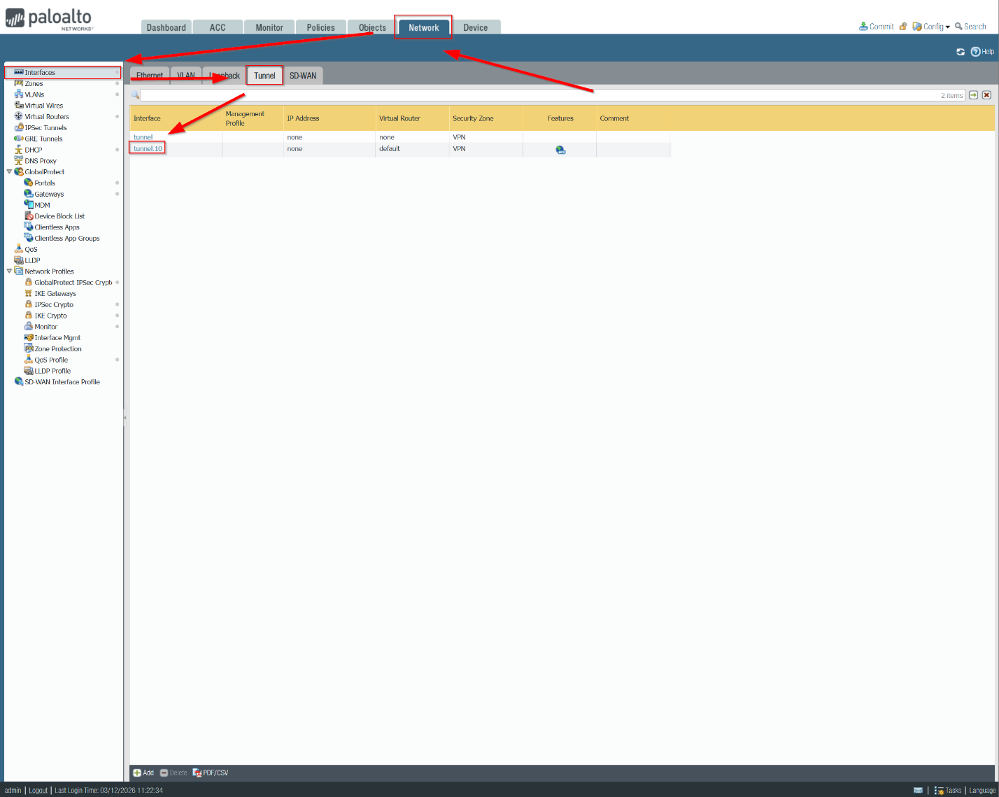 paloalto
NETWORKS®
Dashboard ACC Monitor Policies Objects Network Device
Commit Config Search
Help
Interfaces
Zones
VLANs
Virtual Wires
Virtual Routers
IPSec Tunnels
GRE Tunnels
DHCP
DNS Proxy
GlobalProtect
Portals
Gateways
MDM
Device Block List
Clientless Apps
Clientless App Groups
QoS
LLDP
Network Profiles
GlobalProtect IPSec Crypto
IKE Gateways
IPSec Crypto
IKE Crypto
Monitor
Interface Mgmt
Zone Protection
QoS Profile
LLDP Profile
SD-WAN Interface Profile
Ethernet VLAN Loopback Tunnel SD-WAN
2 items
Interface Management Profile IP Address Virtual Router Security Zone Features Comment
tunnel none none VPN
tunnel.10 none default VPN
Add Delete PDF/CSV
admin | Logout | Last Login Time: 03/12/2026 11:22:34
| Tasks | Language